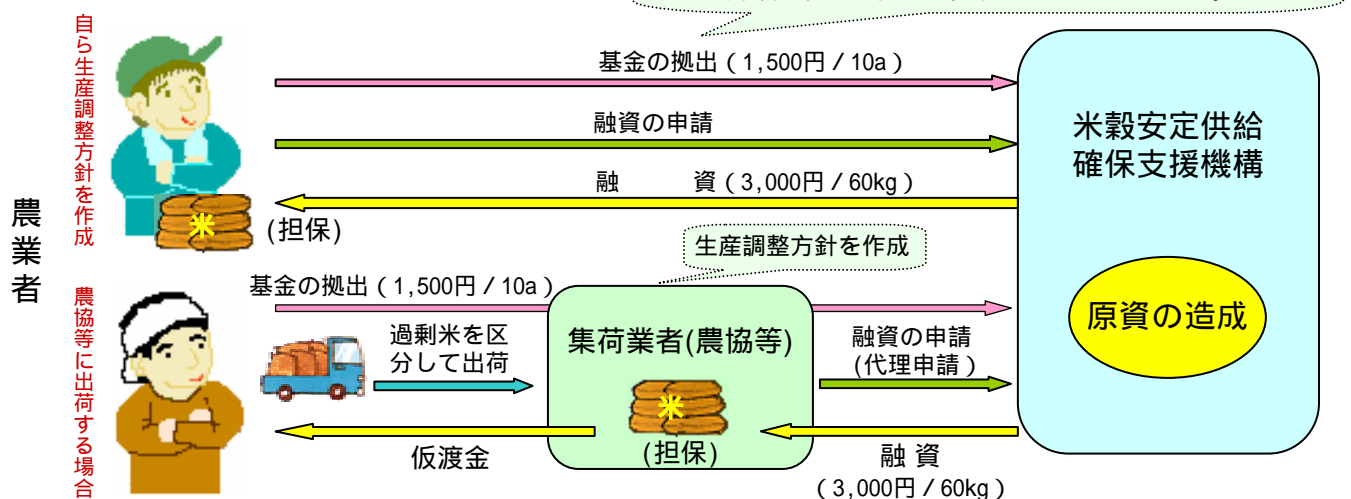 農業者
自ら生産調整方針を作成
基金の拠出（1,500円／10a）
融資の申請
融　　資（3,000円／60kg）
米
(担保)
米穀安定供給
確保支援機構
原資の造成
生産調整方針を作成
農協等に出荷する場合
基金の拠出（1,500円／10a）
過剰米を区
分して出荷
集荷業者(農協等)
米
(担保)
融資の申請
(代理申請）
仮渡金
融 資
（3,000円／60kg）